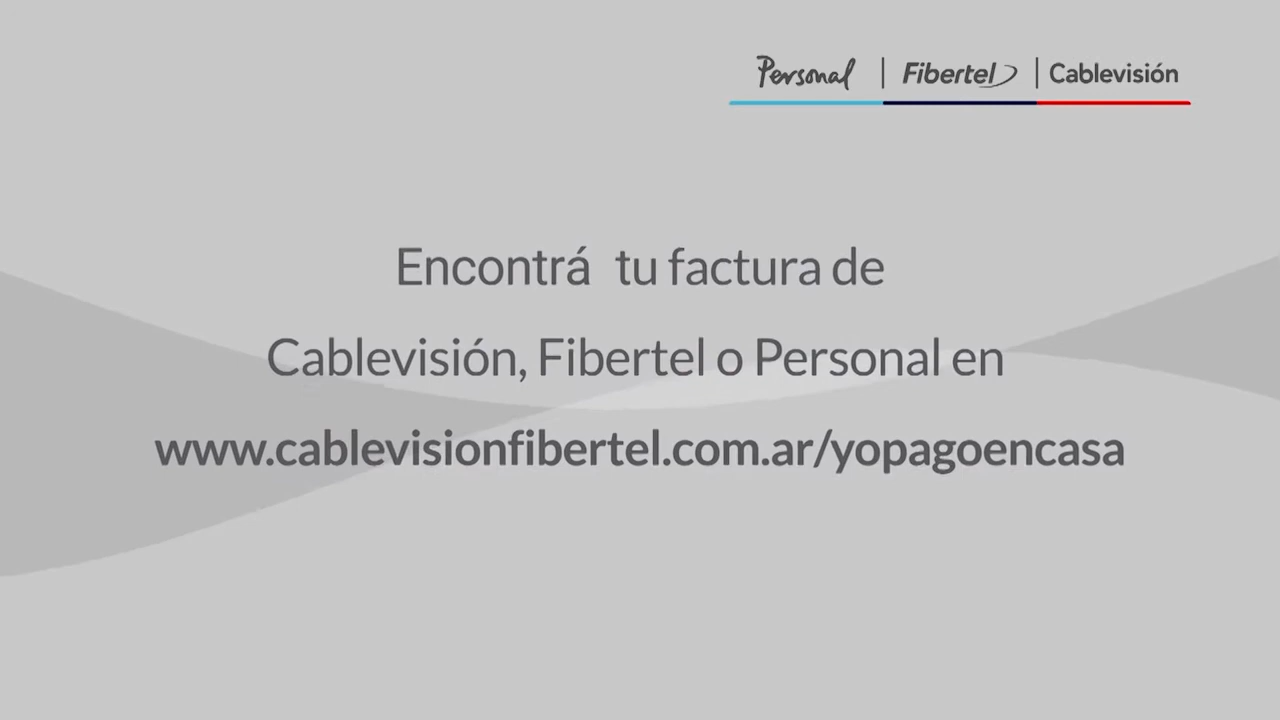 Personal | Fibertel | Cablevisión
Encontrá tu factura de
Cablevisión, Fibertel o Personal en
www.cablevisionfibertel.com.ar/yopagoencasa